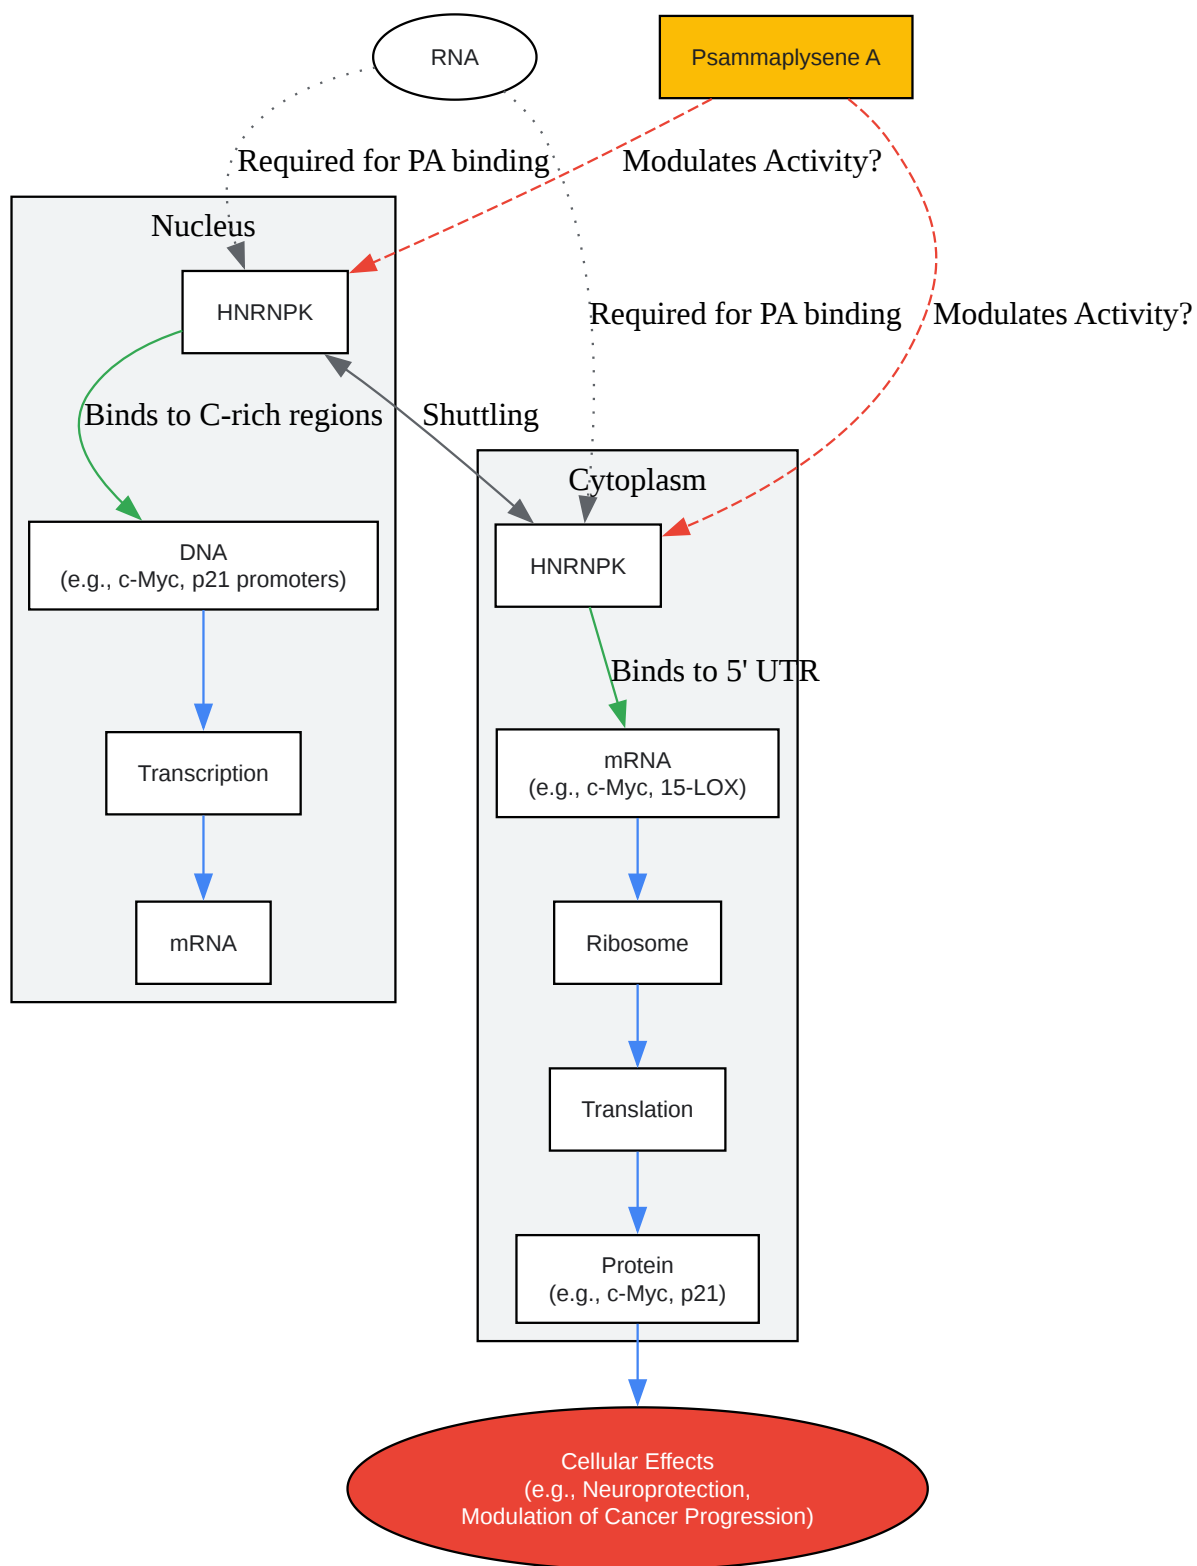 RNA
Psammaplysene A
Required for PA binding
Modulates Activity?
Nucleus
HNRNPK
Required for PA binding
Modulates Activity?
Binds to C-rich regions
Shuttling
Cytoplasm
DNA
(e.g., c-Myc, p21 promoters)
HNRNPK
Binds to 5' UTR
Transcription
mRNA
(e.g., c-Myc, 15-LOX)
mRNA
Ribosome
Translation
Protein
(e.g., c-Myc, p21)
Cellular Effects
(e.g., Neuroprotection,
Modulation of Cancer Progression)